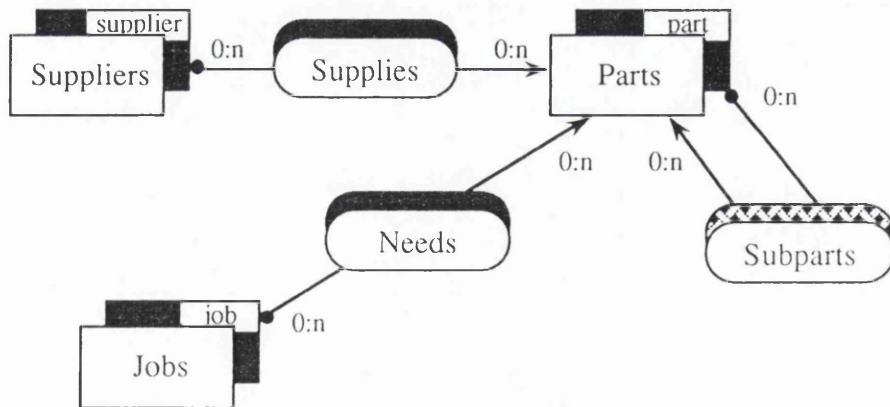 supplier
part
0:n
0:n
Suppliers
Supplies
Parts
0:n
0:n
0:n
Needs
Subparts
job
0:n
Jobs